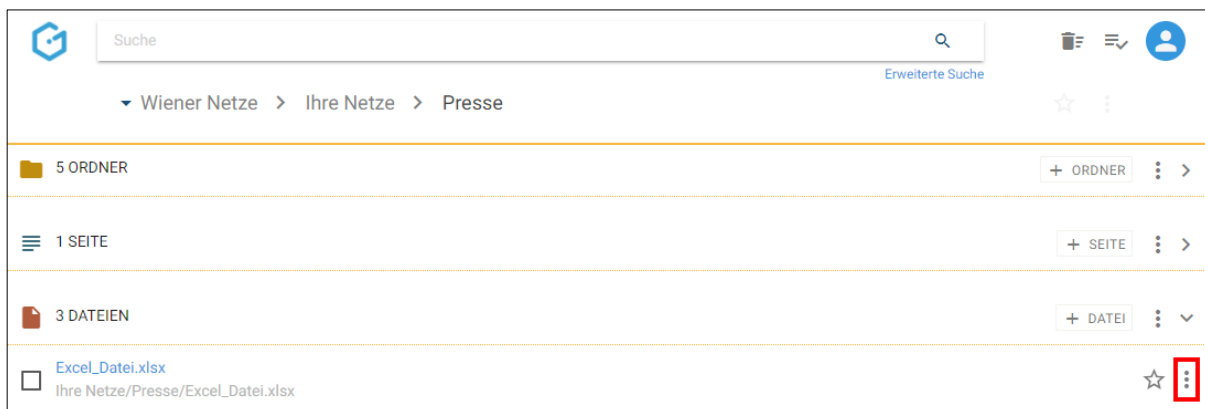 Suche
Erweiterte Suche
Wiener Netze > Ihre Netze > Presse
5 ORDNER
+ ORDNER
1 SEITE
+ SEITE
3 DATEIEN
+ DATEI
Excel_Datei.xlsx
Ihre Netze/Presse/Excel_Datei.xlsx